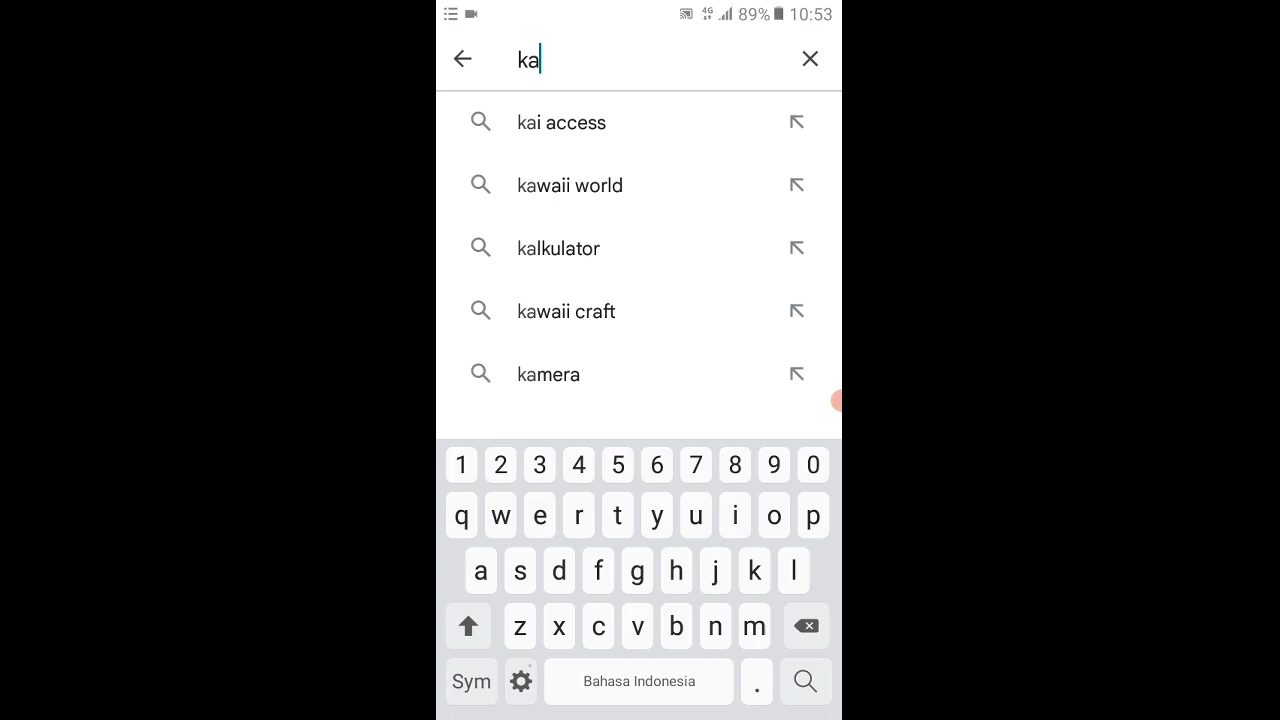 4G 89% 10:53
ka
kai access
kawaii world
kalkulator
kawaii craft
kamera
1 2 3 4 5 6 7 8 9 0
q w e r t y u i o p
a s d f g h j k l
z x c v b n m
Sym Bahasa Indonesia .